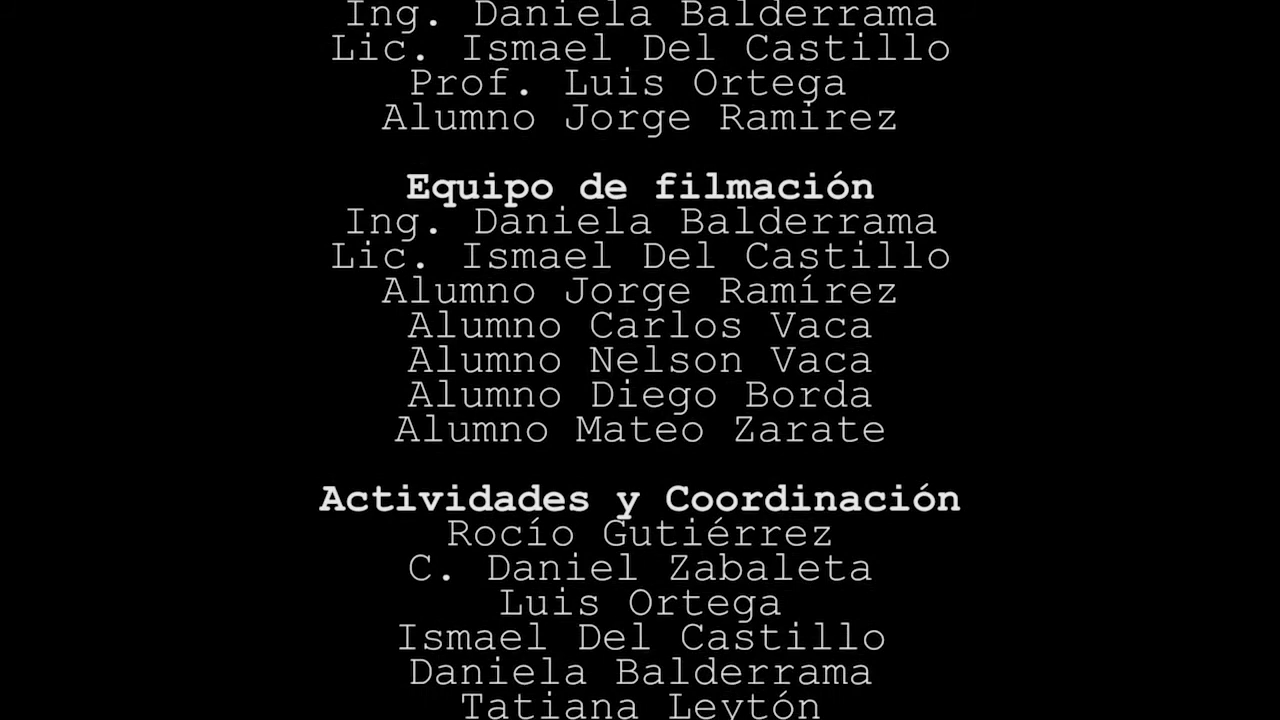 Ing. Daniela Balderrama
Lic. Ismael Del Castillo
Prof. Luis Ortega
Alumno Jorge Ramírez
Equipo de filmación
Ing. Daniela Balderrama
Lic. Ismael Del Castillo
Alumno Jorge Ramírez
Alumno Carlos Vaca
Alumno Nelson Vaca
Alumno Diego Borda
Alumno Mateo Zarate
Actividades y Coordinación
Rocío Gutiérrez
C. Daniel Zabaleta
Luis Ortega
Ismael Del Castillo
Daniela Balderrama
Tatiana Leytón